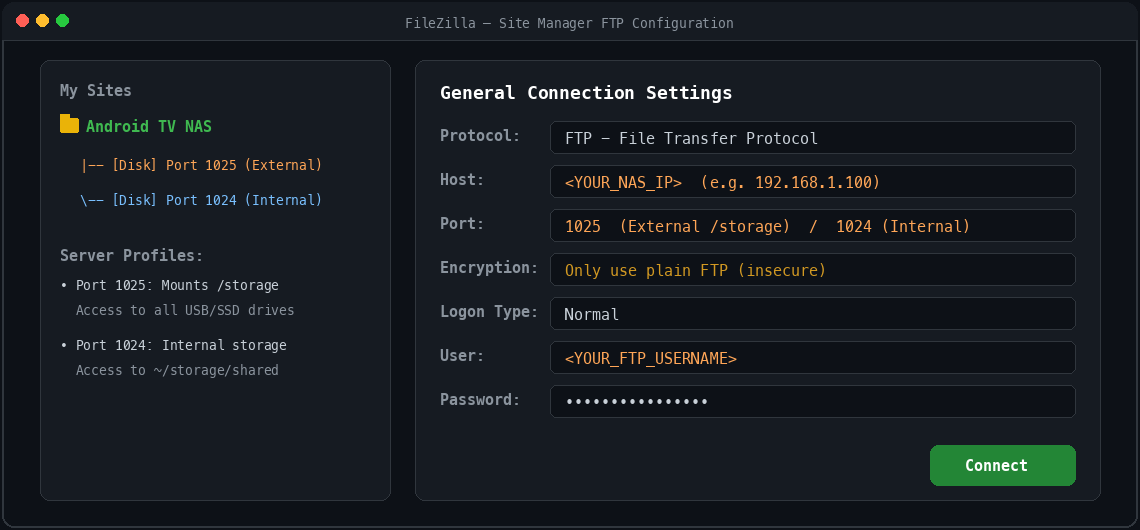 FileZilla — Site Manager FTP Configuration
My Sites
Android TV NAS
|—— [Disk] Port 1025 (External)
\—— [Disk] Port 1024 (Internal)
Server Profiles:
• Port 1025: Mounts /storage
Access to all USB/SSD drives
• Port 1024: Internal storage
Access to ~/storage/shared
General Connection Settings
Protocol: FTP – File Transfer Protocol
Host: <YOUR_NAS_IP> (e.g. 192.168.1.100)
Port: 1025 (External /storage) / 1024 (Internal)
Encryption: Only use plain FTP (insecure)
Logon Type: Normal
User: <YOUR_FTP_USERNAME>
Password: ••••••••••••••••
Connect